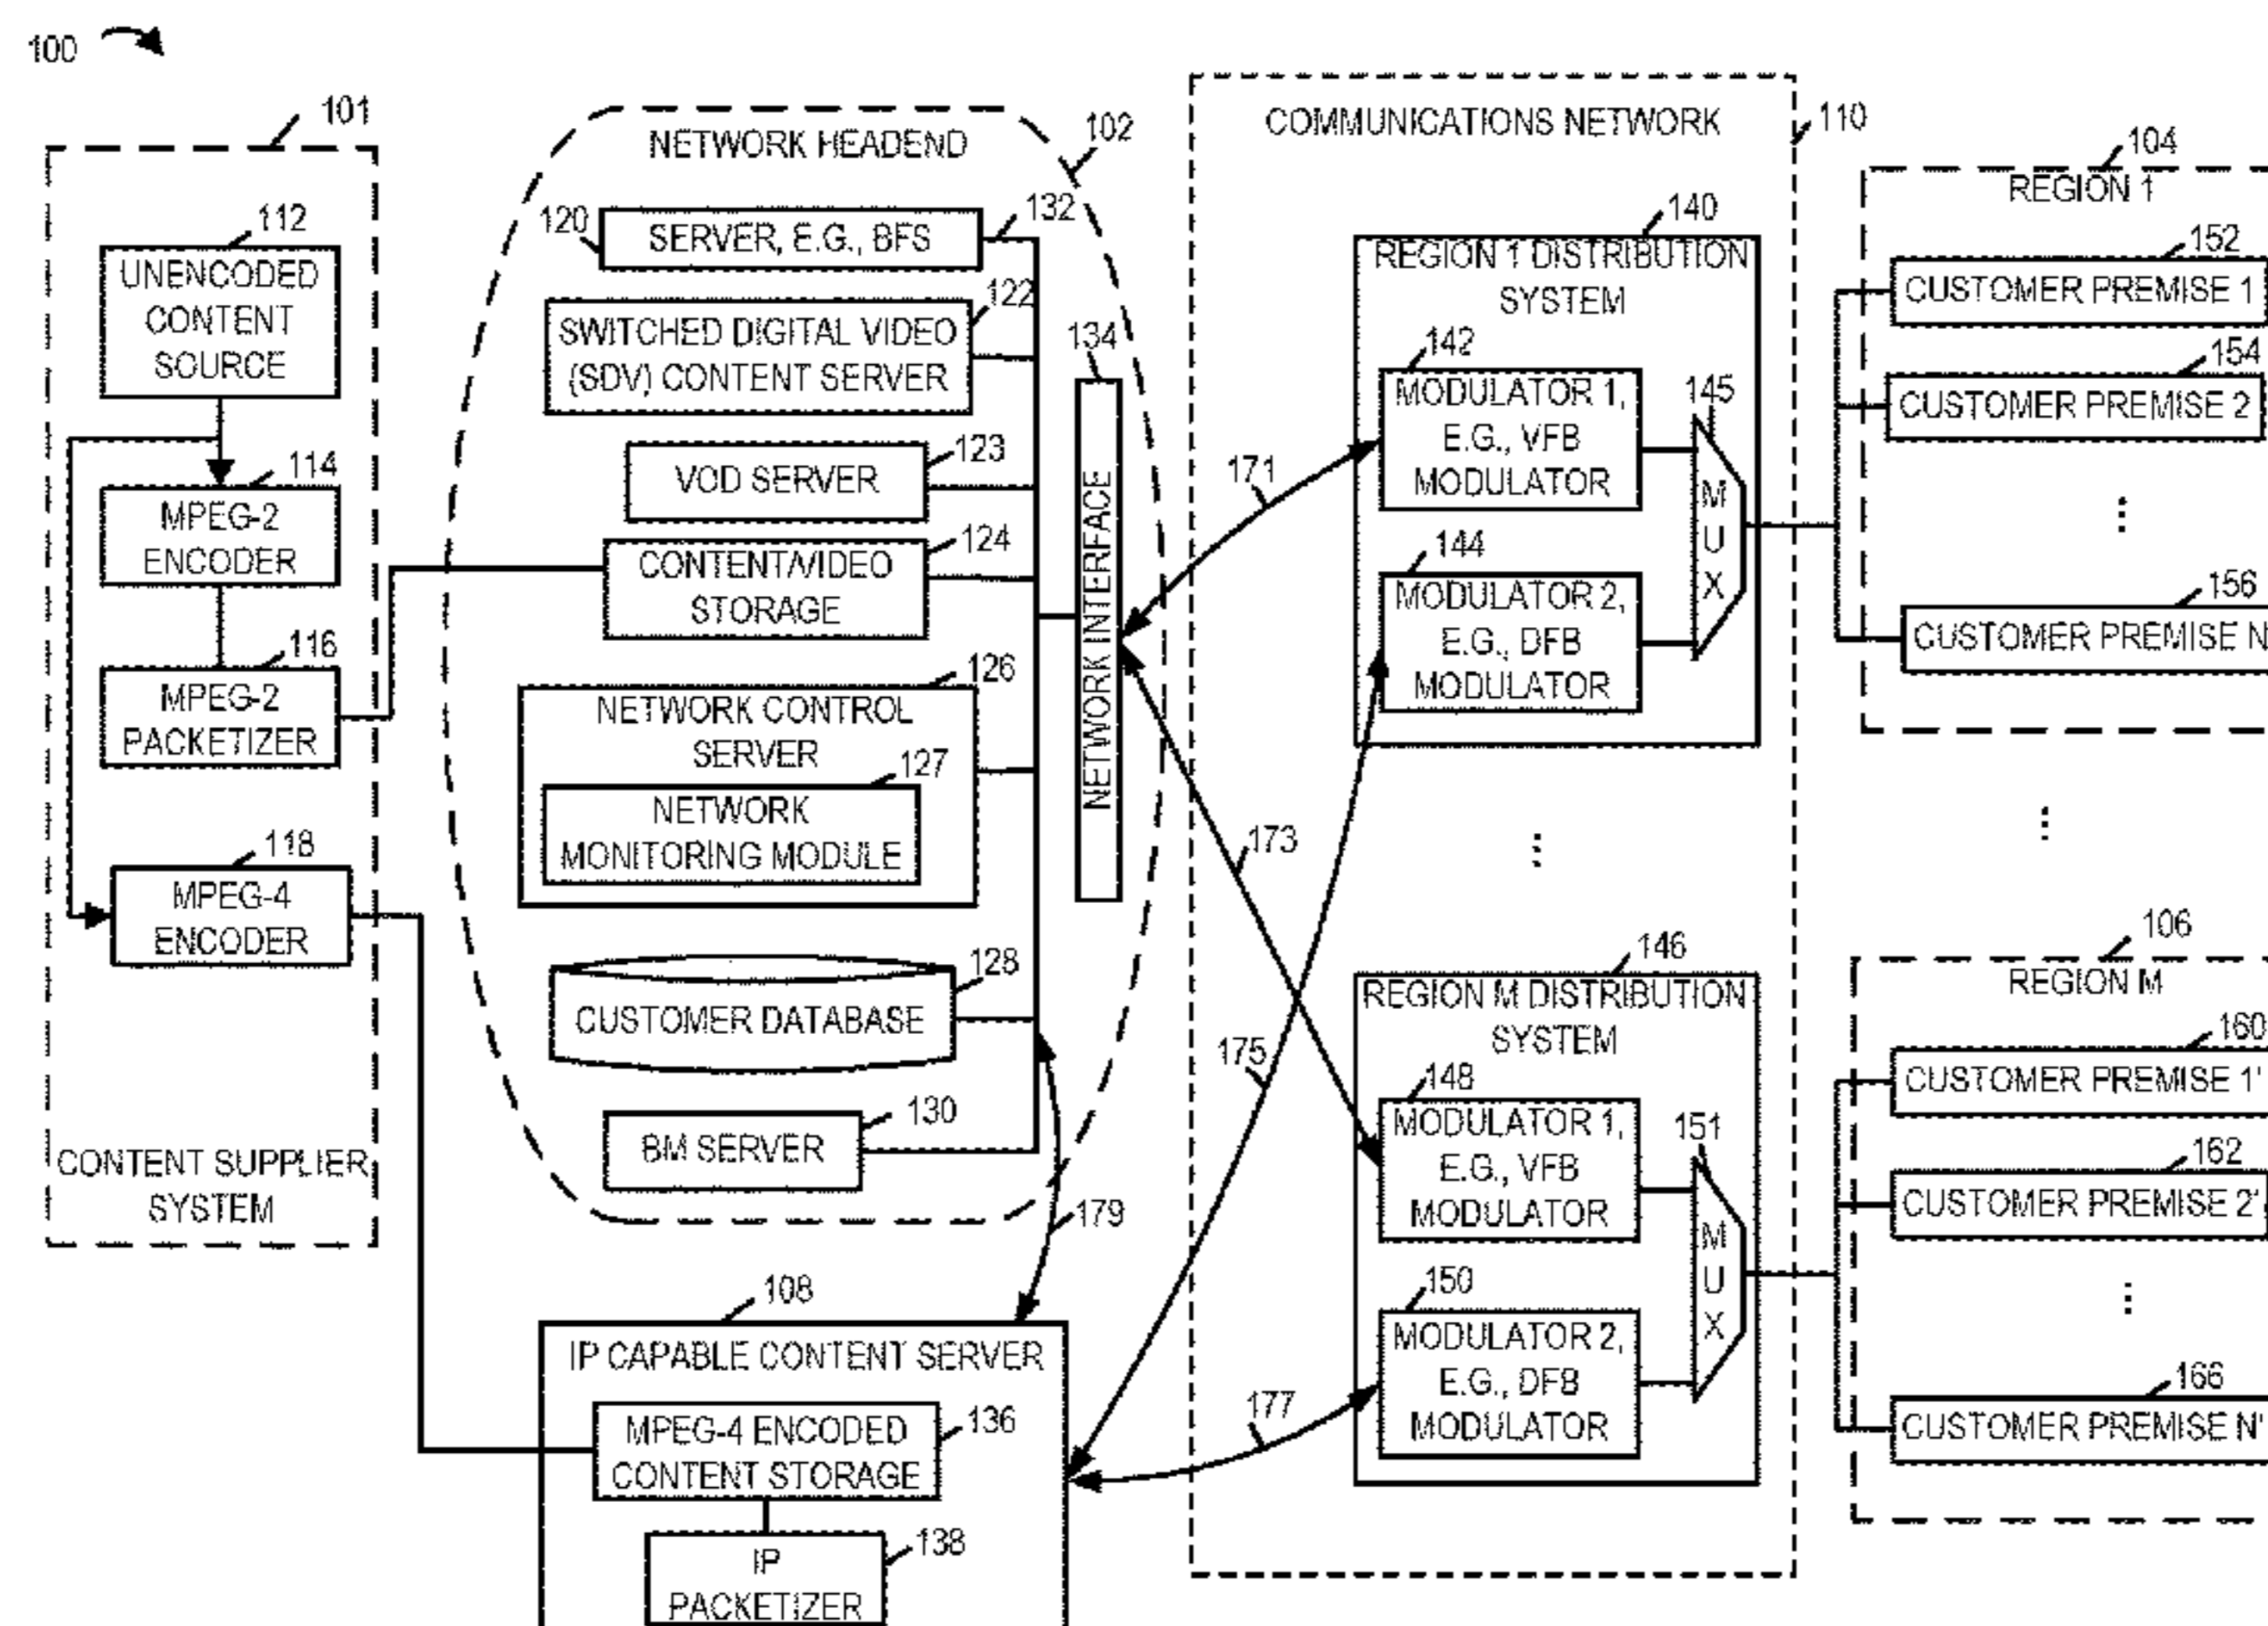 100
101
112
UNENCODED
CONTENT
SOURCE
114
MPEG-2
ENCODER
116
MPEG-2
PACKETIZER
118
MPEG-4
ENCODER
CONTENT SUPPLIER
SYSTEM
NETWORK HEADEND
102
120
SERVER, E.G., BFS
132
122
SWITCHED DIGITAL VIDEO
(SDV) CONTENT SERVER
134
NETWORK INTERFACE
VOD SERVER
123
CONTENT/VIDEO
STORAGE
124
126
NETWORK CONTROL
SERVER
127
NETWORK
MONITORING MODULE
128
CUSTOMER DATABASE
130
BM SERVER
179
108
IP CAPABLE CONTENT SERVER
MPEG-4 ENCODED
CONTENT STORAGE
136
IP
PACKETIZER
138
COMMUNICATIONS NETWORK
110
171
173
175
177
140
REGION 1 DISTRIBUTION
SYSTEM
142
MODULATOR 1,
E.G., VFB
MODULATOR
144
MODULATOR 2,
E.G., DFB
MODULATOR
145
MUX
...
146
REGION M DISTRIBUTION
SYSTEM
148
MODULATOR 1,
E.G., VFB
MODULATOR
150
MODULATOR 2,
E.G., DFB
MODULATOR
151
MUX
104
REGION 1
152
CUSTOMER PREMISE 1
154
CUSTOMER PREMISE 2
...
156
CUSTOMER PREMISE N
...
106
REGION M
160
CUSTOMER PREMISE 1'
162
CUSTOMER PREMISE 2'
...
166
CUSTOMER PREMISE N'